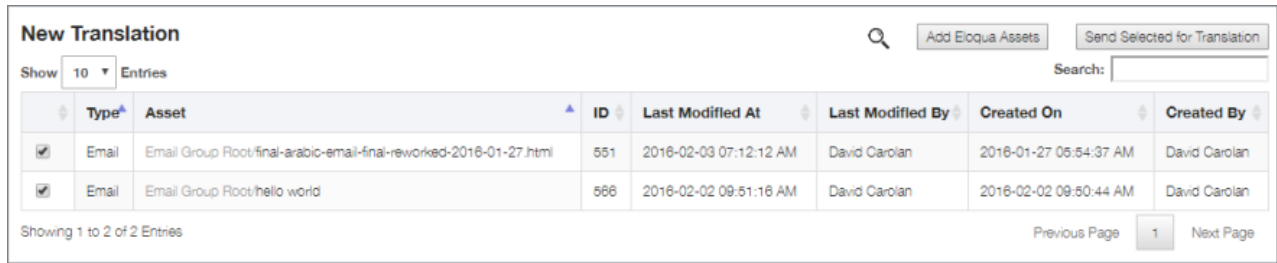 New Translation
Add Eloqua Assets
Send Selected for Translation
Show 10 Entries
Search:
Type Asset ID Last Modified At Last Modified By Created On Created By
Email Email Group Root/final-arabic-email-final-reworked-2016-01-27.html 551 2016-02-03 07:12:12 AM David Carolan 2016-01-27 05:54:37 AM David Carolan
Email Email Group Root/hello world 566 2016-02-02 09:51:16 AM David Carolan 2016-02-02 09:50:44 AM David Carolan
Showing 1 to 2 of 2 Entries
Previous Page 1 Next Page